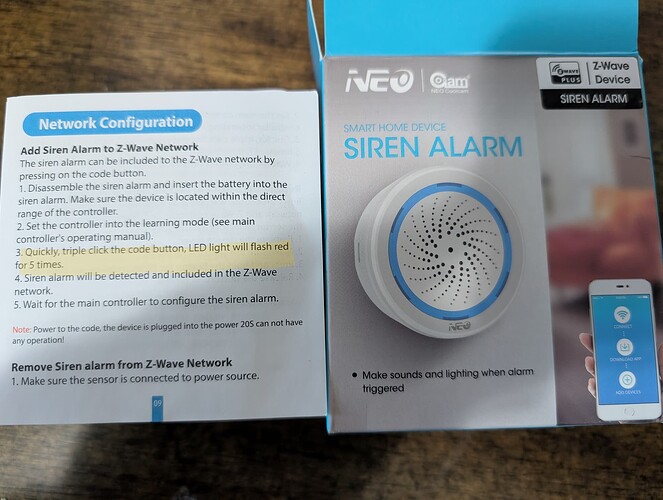 Network Configuration
Add Siren Alarm to Z-Wave Network
The siren alarm can be included to the Z-Wave network by
pressing on the code button.
1. Disassemble the siren alarm and insert the battery into the
siren alarm. Make sure the device is located within the direct
range of the controller.
2. Set the controller into the learning mode (see main
controller's operating manual).
3. Quickly, triple click the code button, LED light will flash red
for 5 times.
4. Siren alarm will be detected and included in the Z-Wave
network.
5. Wait for the main controller to configure the siren alarm.
Note: Power to the code, the device is plugged into the power 20S can not have
any operation!
Remove Siren alarm from Z-Wave Network
1. Make sure the sensor is connected to power source.
09
NEO
Z-WAVE
PLUS
Z-Wave
Device
SIREN ALARM
SMART HOME DEVICE
SIREN ALARM
NEO
• Make sounds and lighting when alarm
triggered
CONNECT
DOWNLOAD APP
ADD DEVICES